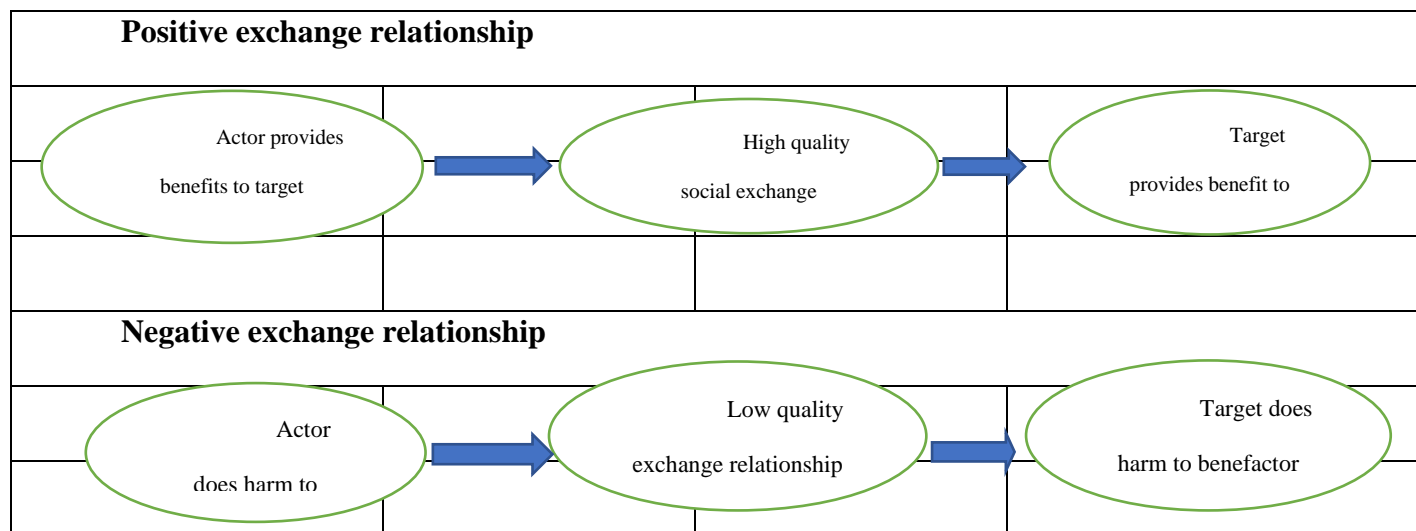 Positive exchange relationship
Actor provides
benefits to target
High quality
social exchange
Target
provides benefit to
Negative exchange relationship
Actor
does harm to
Low quality
exchange relationship
Target does
harm to benefactor